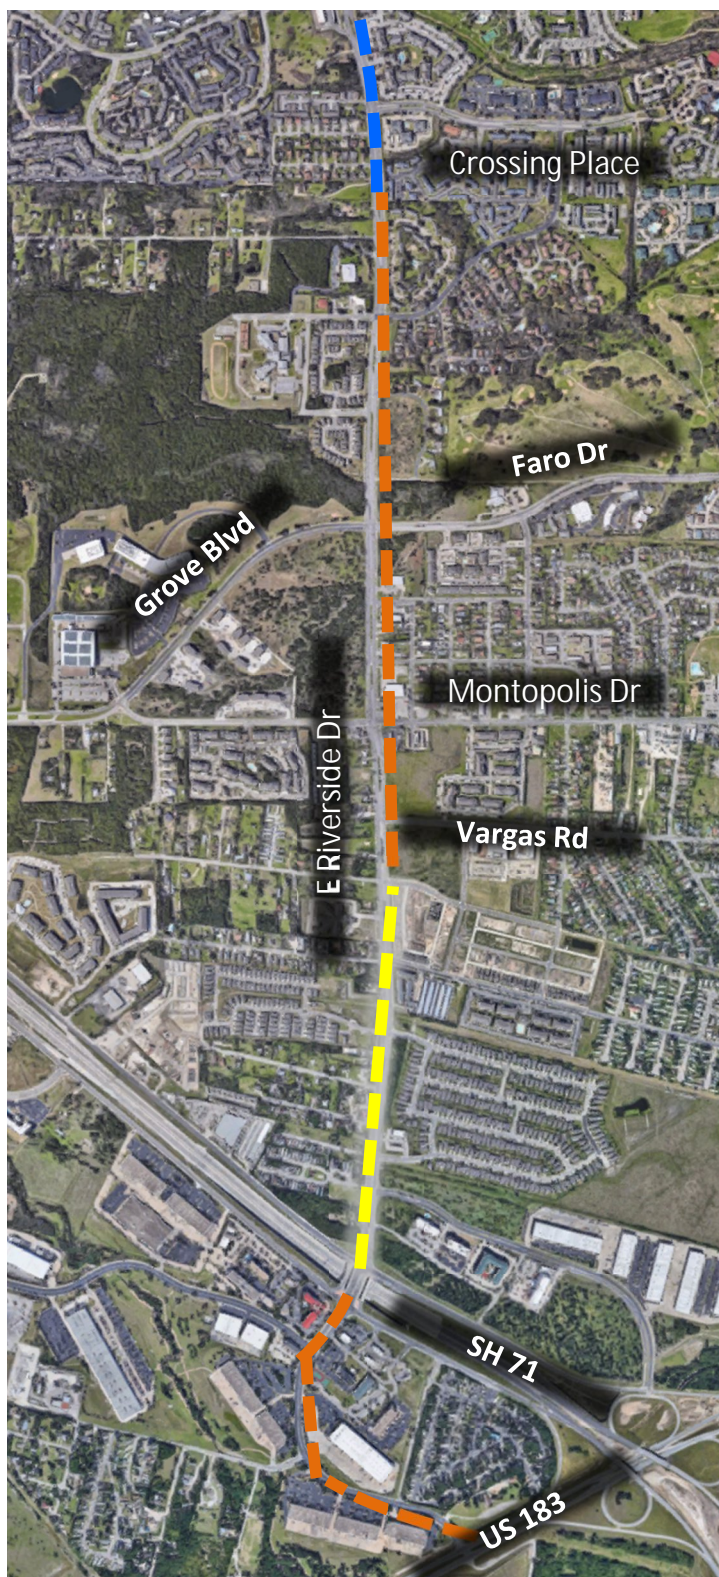 Crossing Place
Faro Dr
Grove Blvd
Montopolis Dr
E Riverside Dr
Vargas Rd
SH 71
US 183